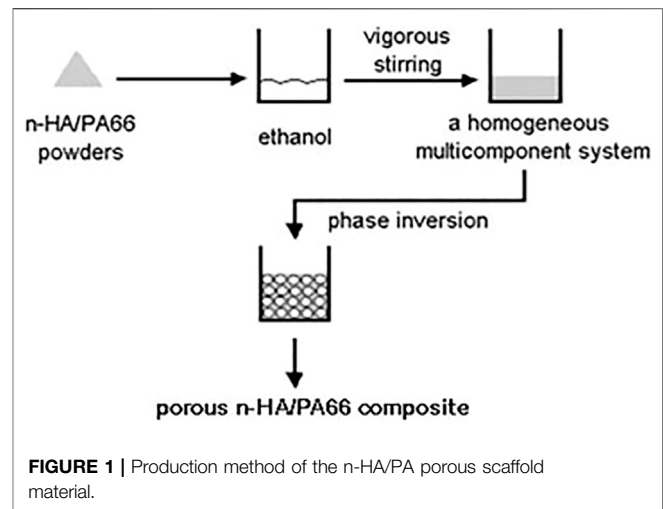 n-HA/PA66
powders
ethanol
vigorous
stirring
a homogeneous
multicomponent system
phase inversion
porous n-HA/PA66 composite
FIGURE 1 | Production method of the n-HA/PA porous scaffold
material.